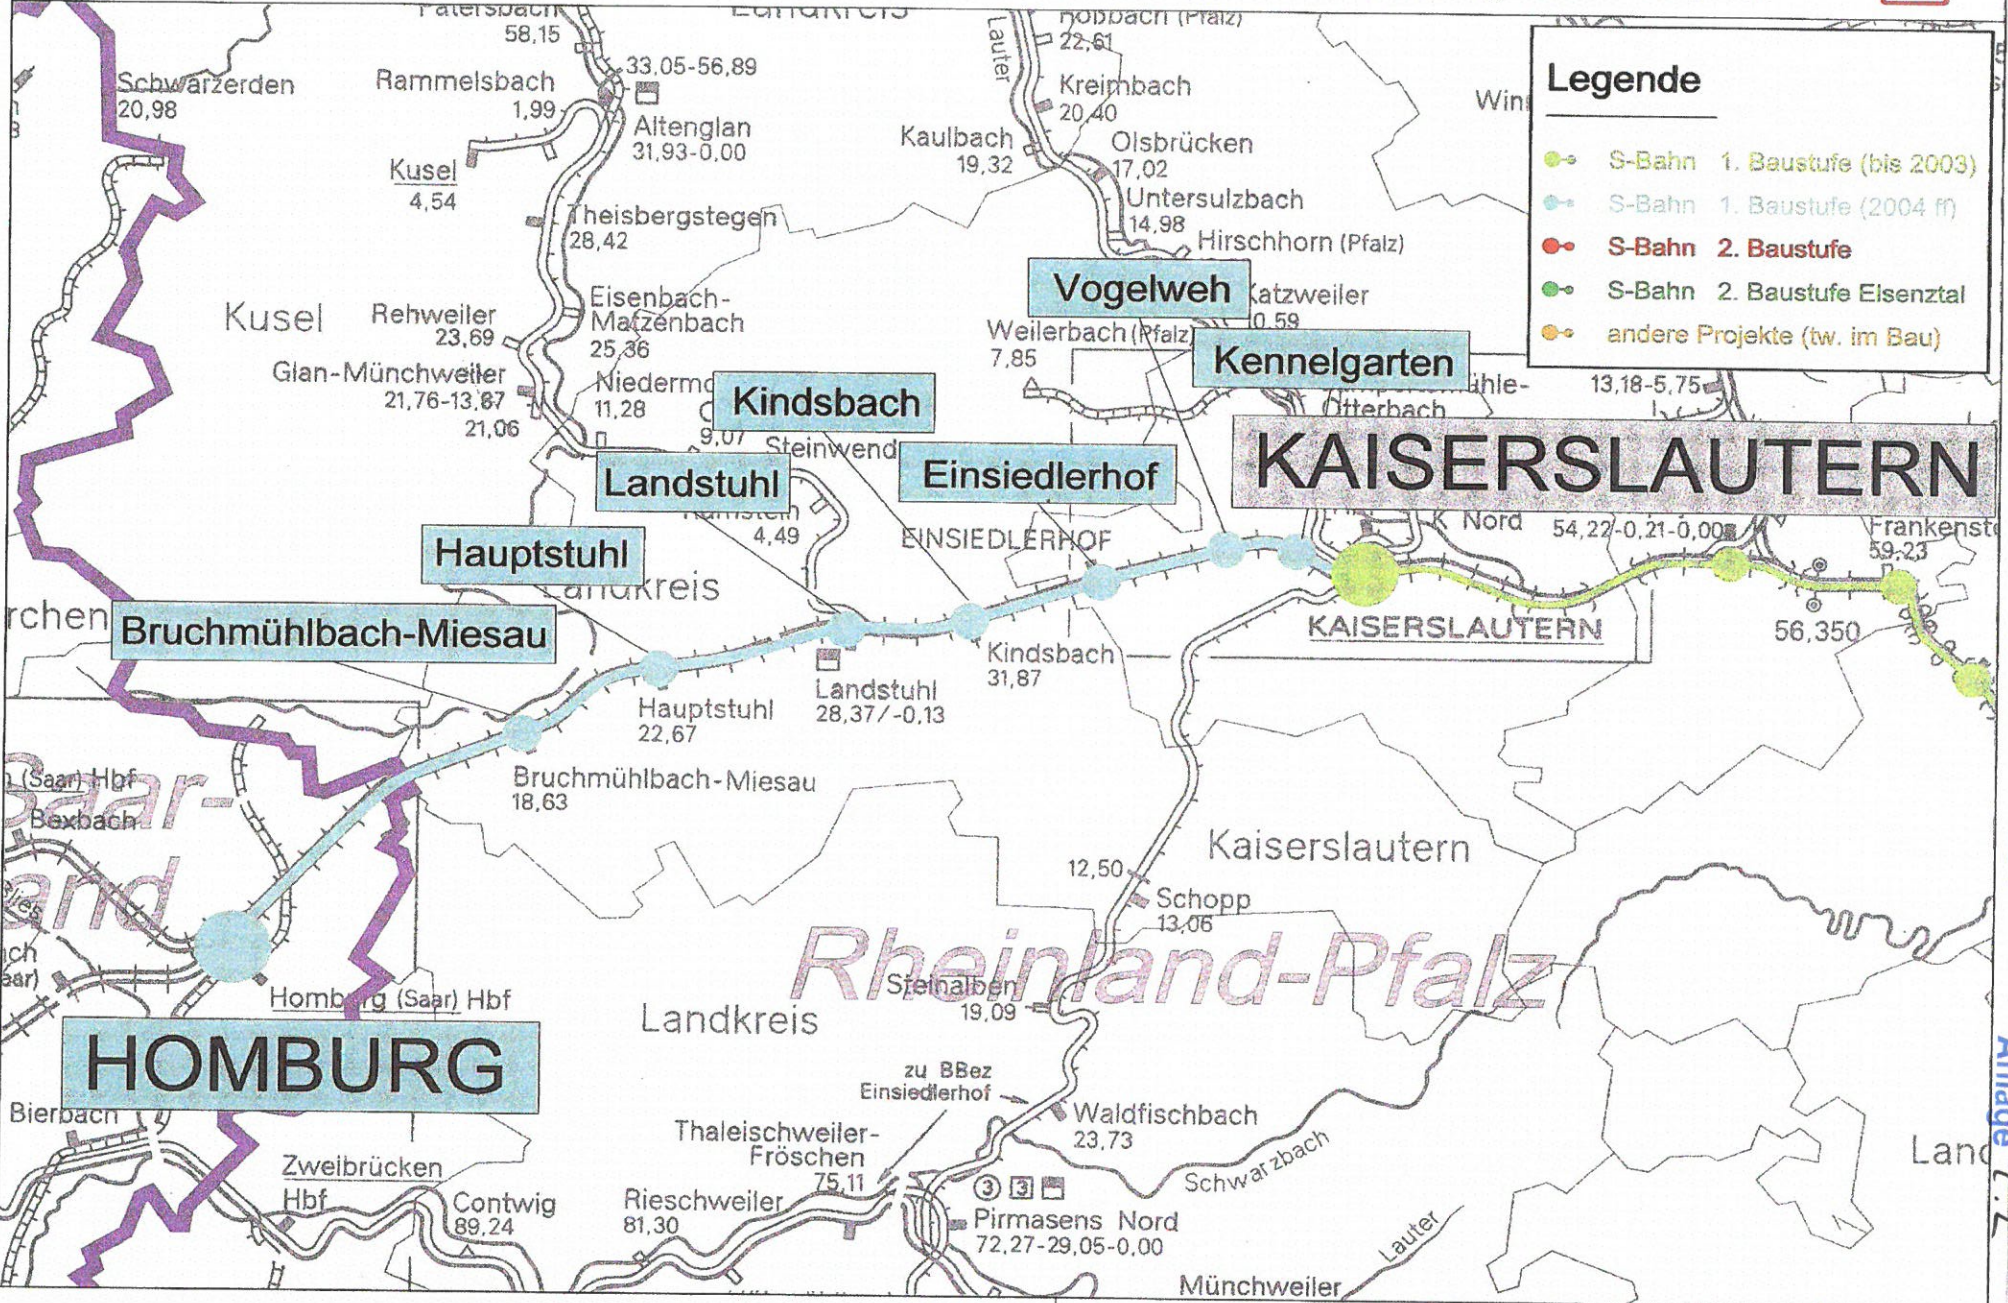 58,15
Schwarzerden
20,98
Rammelsbach
1,99
33,05-56,89
Altenglan
31,93-0,00
Kusel
4,54
Theisbergstegen
28,42
Kusel
Rehweiler
23,69
Eisenbach-
Matzenbach
25,36
Glan-Münchweiler
21,76-13,87
21,06
11,28
9,07
Steinwend
Lauter
22,61
Kreimbach
20,40
Kaulbach
19,32
Olsbrücken
17,02
Untersulzbach
14,98
Hirschhorn (Pfalz)
Weilerbach (Pfalz)
7,85
Legende
S-Bahn 1. Baustufe (bis 2003)
S-Bahn 1. Baustufe (2004 ff)
S-Bahn 2. Baustufe
S-Bahn 2. Baustufe Elsenztal
andere Projekte (tw. im Bau)
13,18-5,75
Otterbach
Vogelweh
Kennelgarten
Kindsbach
Einsiedlerhof
Landstuhl
Hauptstuhl
Bruchmühlbach-Miesau
KAISERSLAUTERN
4,49
EINSIEDLERHOF
Nord
54,22-0,21-0,00
59,23
Landkreis
KAISERSLAUTERN
56,350
Kindsbach
31,87
Landstuhl
28,37/-0,13
Hauptstuhl
22,67
Bruchmühlbach-Miesau
18,63
(Saar) Hbf
Bexbach
Saar-
land
Homburg (Saar) Hbf
HOMBURG
Kaiserslautern
12,50
Schopp
13,06
Rheinland-Pfalz
Steinalben
19,09
Landkreis
zu BBez
Einsiedlerhof
Waldfischbach
23,73
Thaleischweiler-
Fröschen
75,11
Bierbach
Zweibrücken
Hbf
Contwig
89,24
Rieschweiler
81,30
3 3
Pirmasens Nord
72,27-29,05-0,00
Schwarzbach
Lauter
Münchweiler